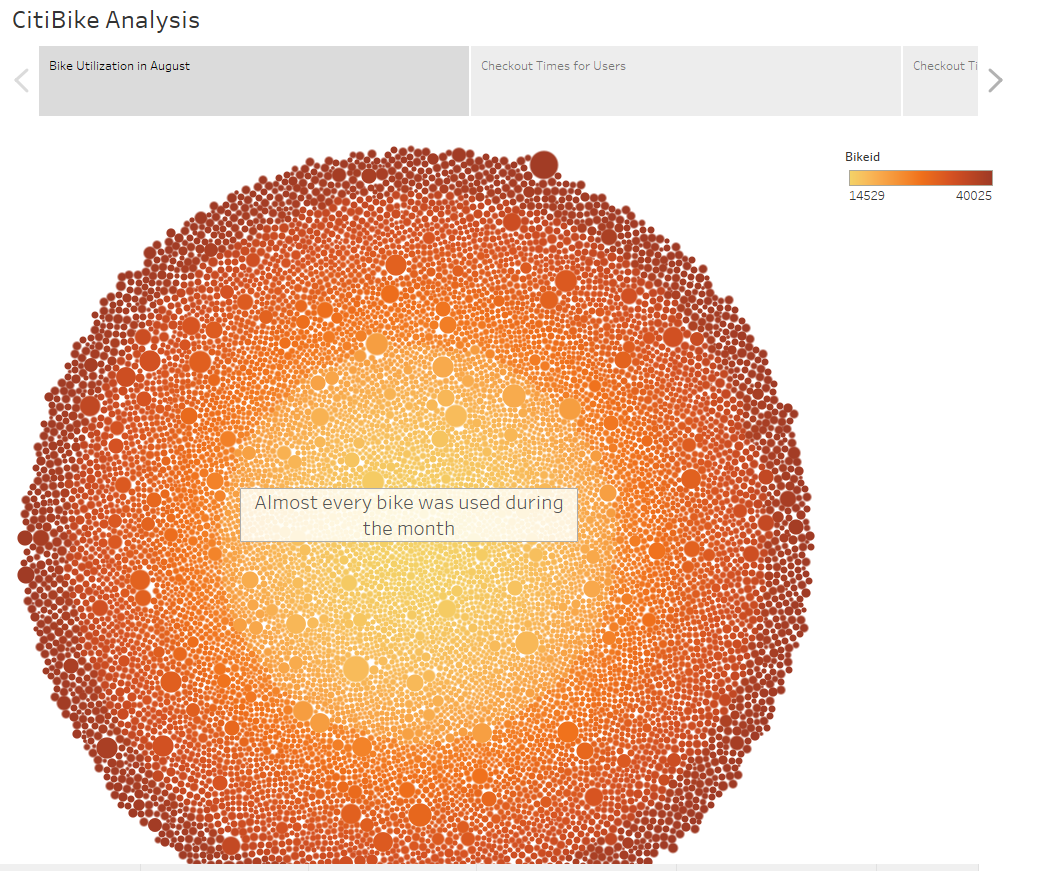 CitiBike Analysis
Bike Utilization in August
Checkout Times for Users
Checkout Ti
Bikeid
14529 40025
Almost every bike was used during
the month